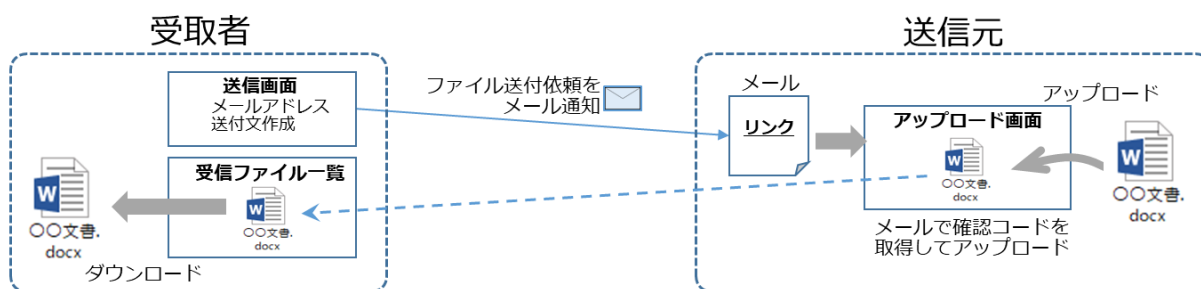 受取者
送信画面
メールアドレス
送付文作成
受信ファイル一覧
W
〇〇文書.
docx
W
〇〇文書.
docx
ダウンロード
ファイル送付依頼を
メール通知
送信元
メール
リンク
アップロード
アップロード画面
W
〇〇文書.
docx
W
〇〇文書.
docx
メールで確認コードを
取得してアップロード